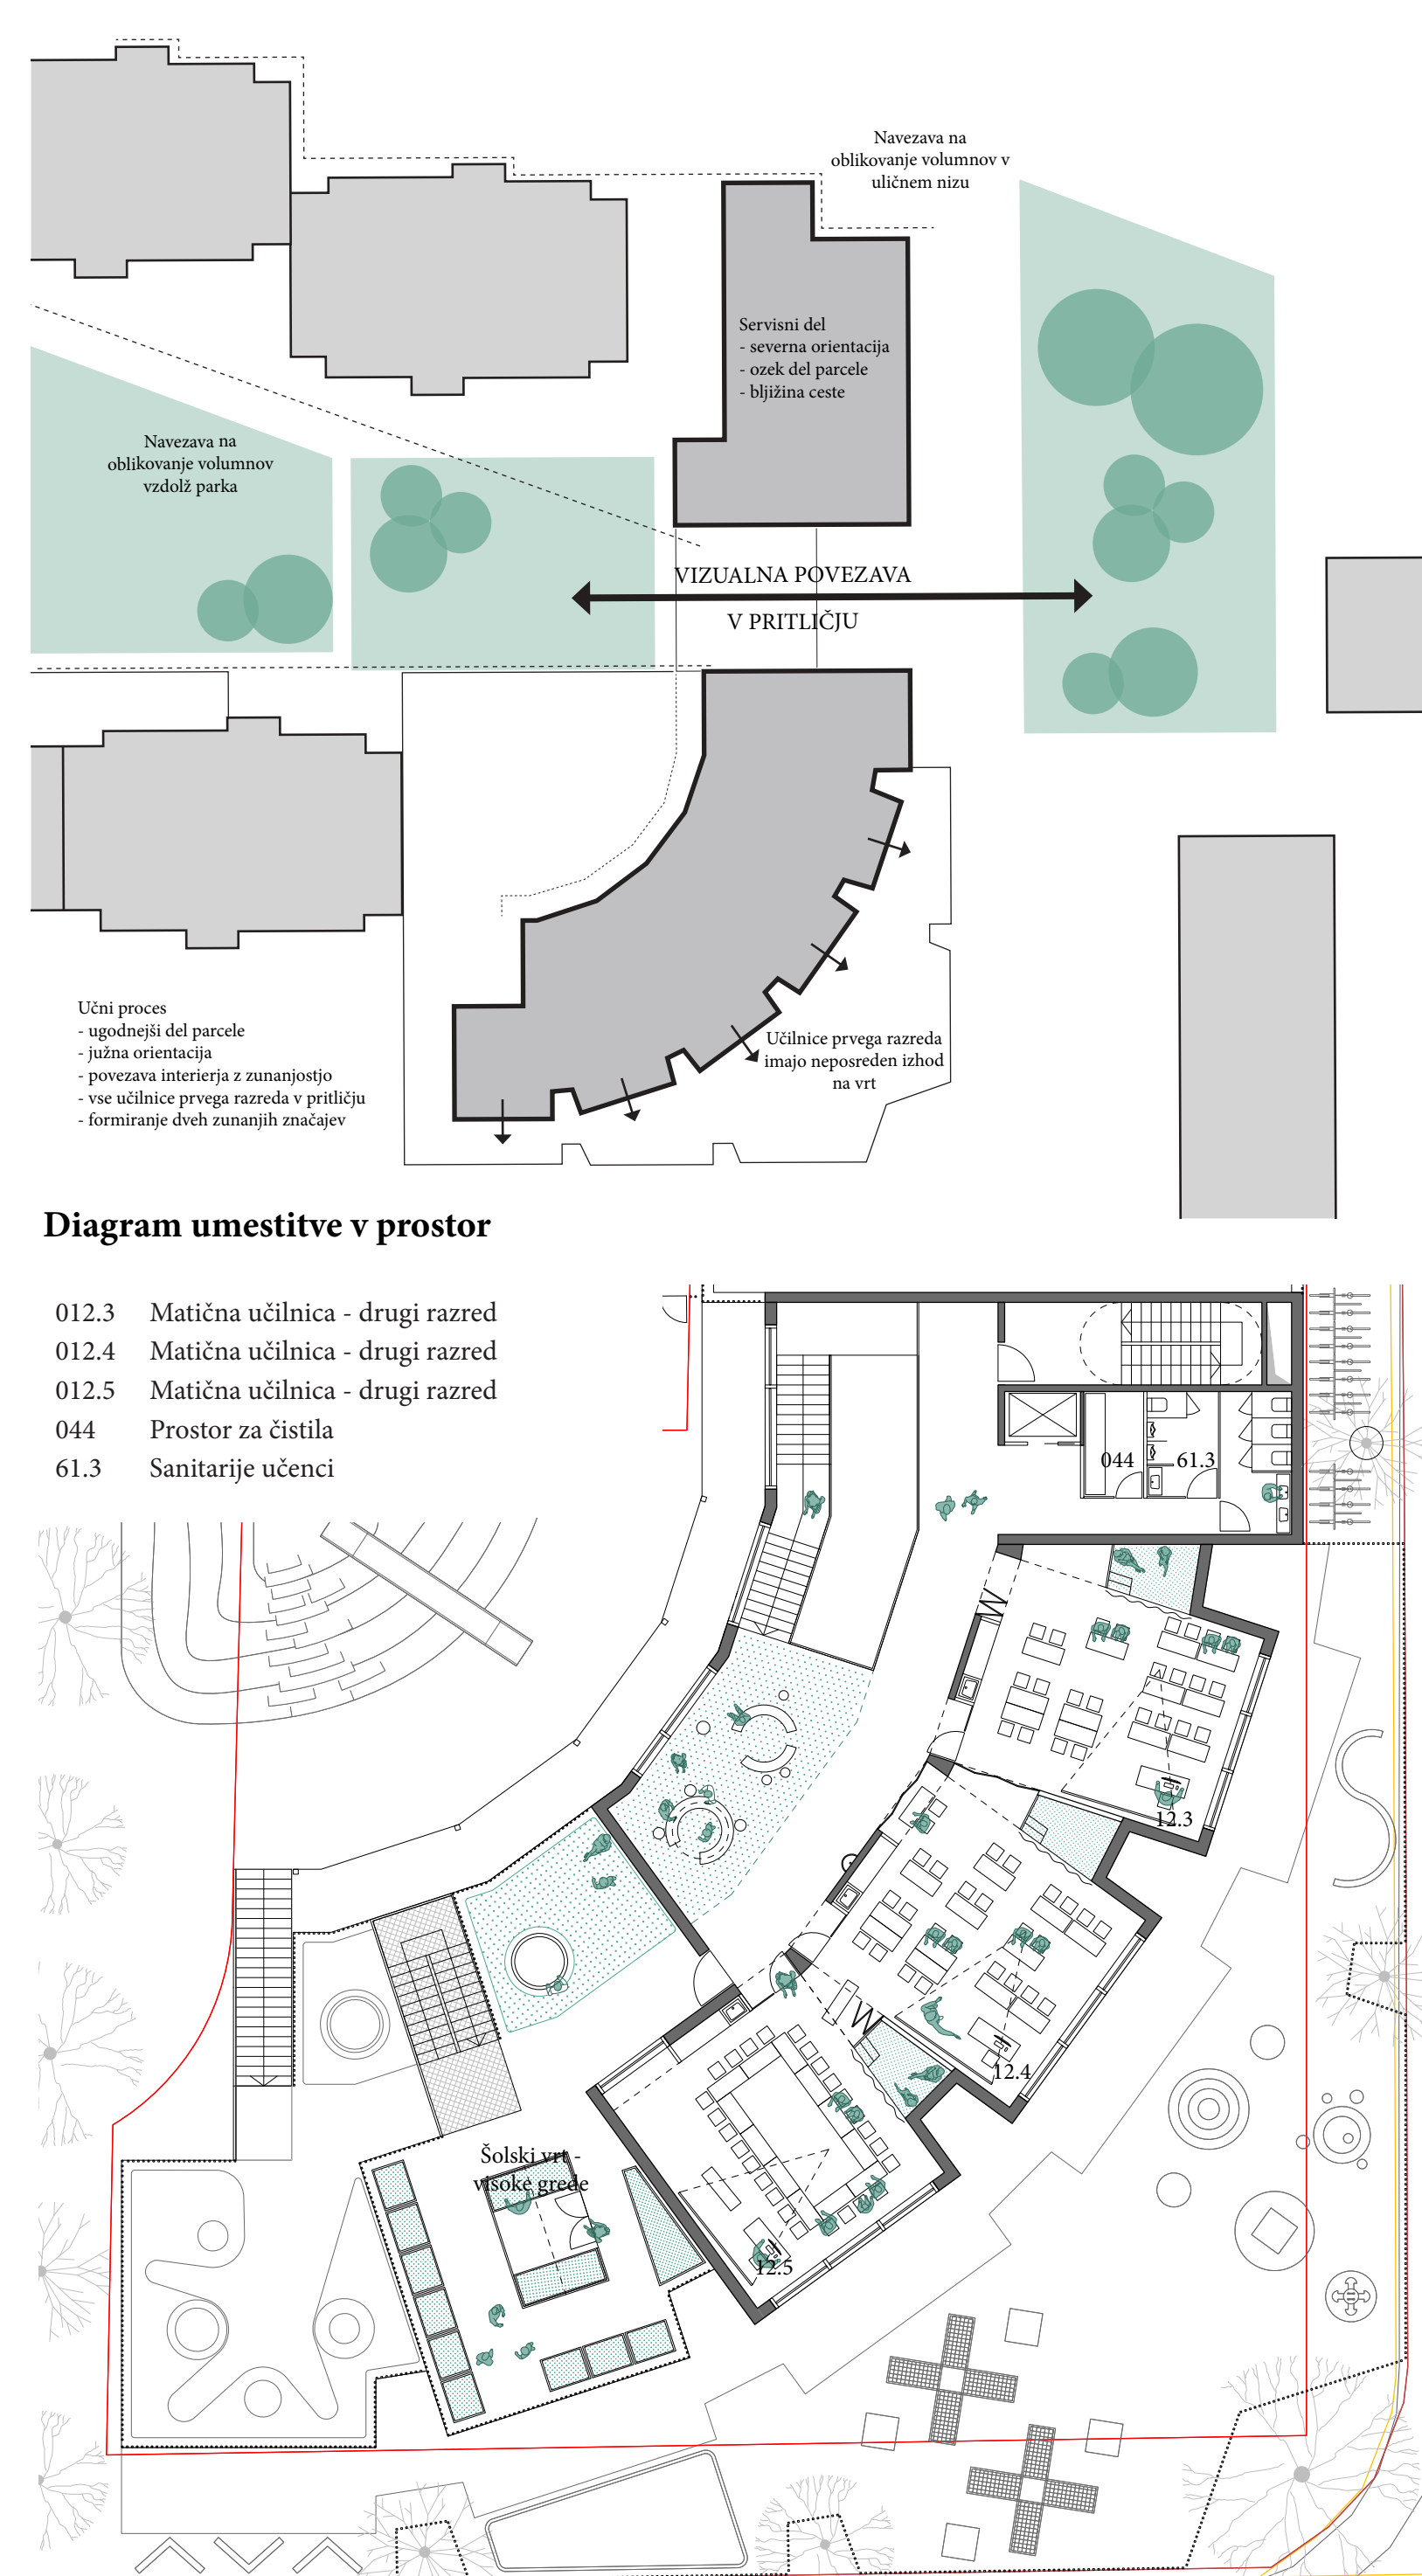 Navezava na
oblikovanje volumnov v
uličnem nizu
Servisni del
- severna orientacija
- ozek del parcele
- bljižina ceste
Navezava na
oblikovanje volumnov
vzdolž parka
VIZUALNA POVEZAVA
V PRITLIČJU
Učni proces
- ugodnejši del parcele
- južna orientacija
- povezava interierja z zunanjostjo
- vse učilnice prvega razreda v pritličju
- formiranje dveh zunanjih značajev
Učilnice prvega razreda
imajo neposreden izhod
na vrt
Diagram umestitve v prostor
012.3 Matična učilnica - drugi razred
012.4 Matična učilnica - drugi razred
012.5 Matična učilnica - drugi razred
044 Prostor za čistila
61.3 Sanitarije učenci
044
61.3
12.3
12.4
Šolski vrt -
visoke grede
12.5